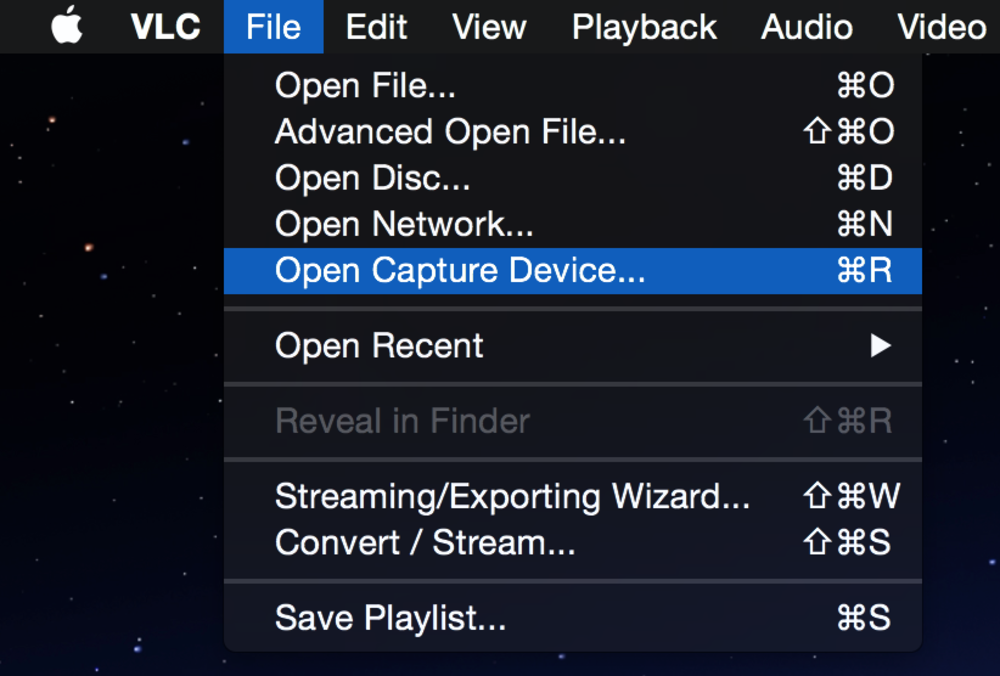 VLC File Edit View Playback Audio Video
Open File... ⌘O
Advanced Open File... ⇧⌘O
Open Disc... ⌘D
Open Network... ⌘N
Open Capture Device... ⌘R
Open Recent ▶
Reveal in Finder ⇧⌘R
Streaming/Exporting Wizard... ⇧⌘W
Convert / Stream... ⇧⌘S
Save Playlist... ⌘S